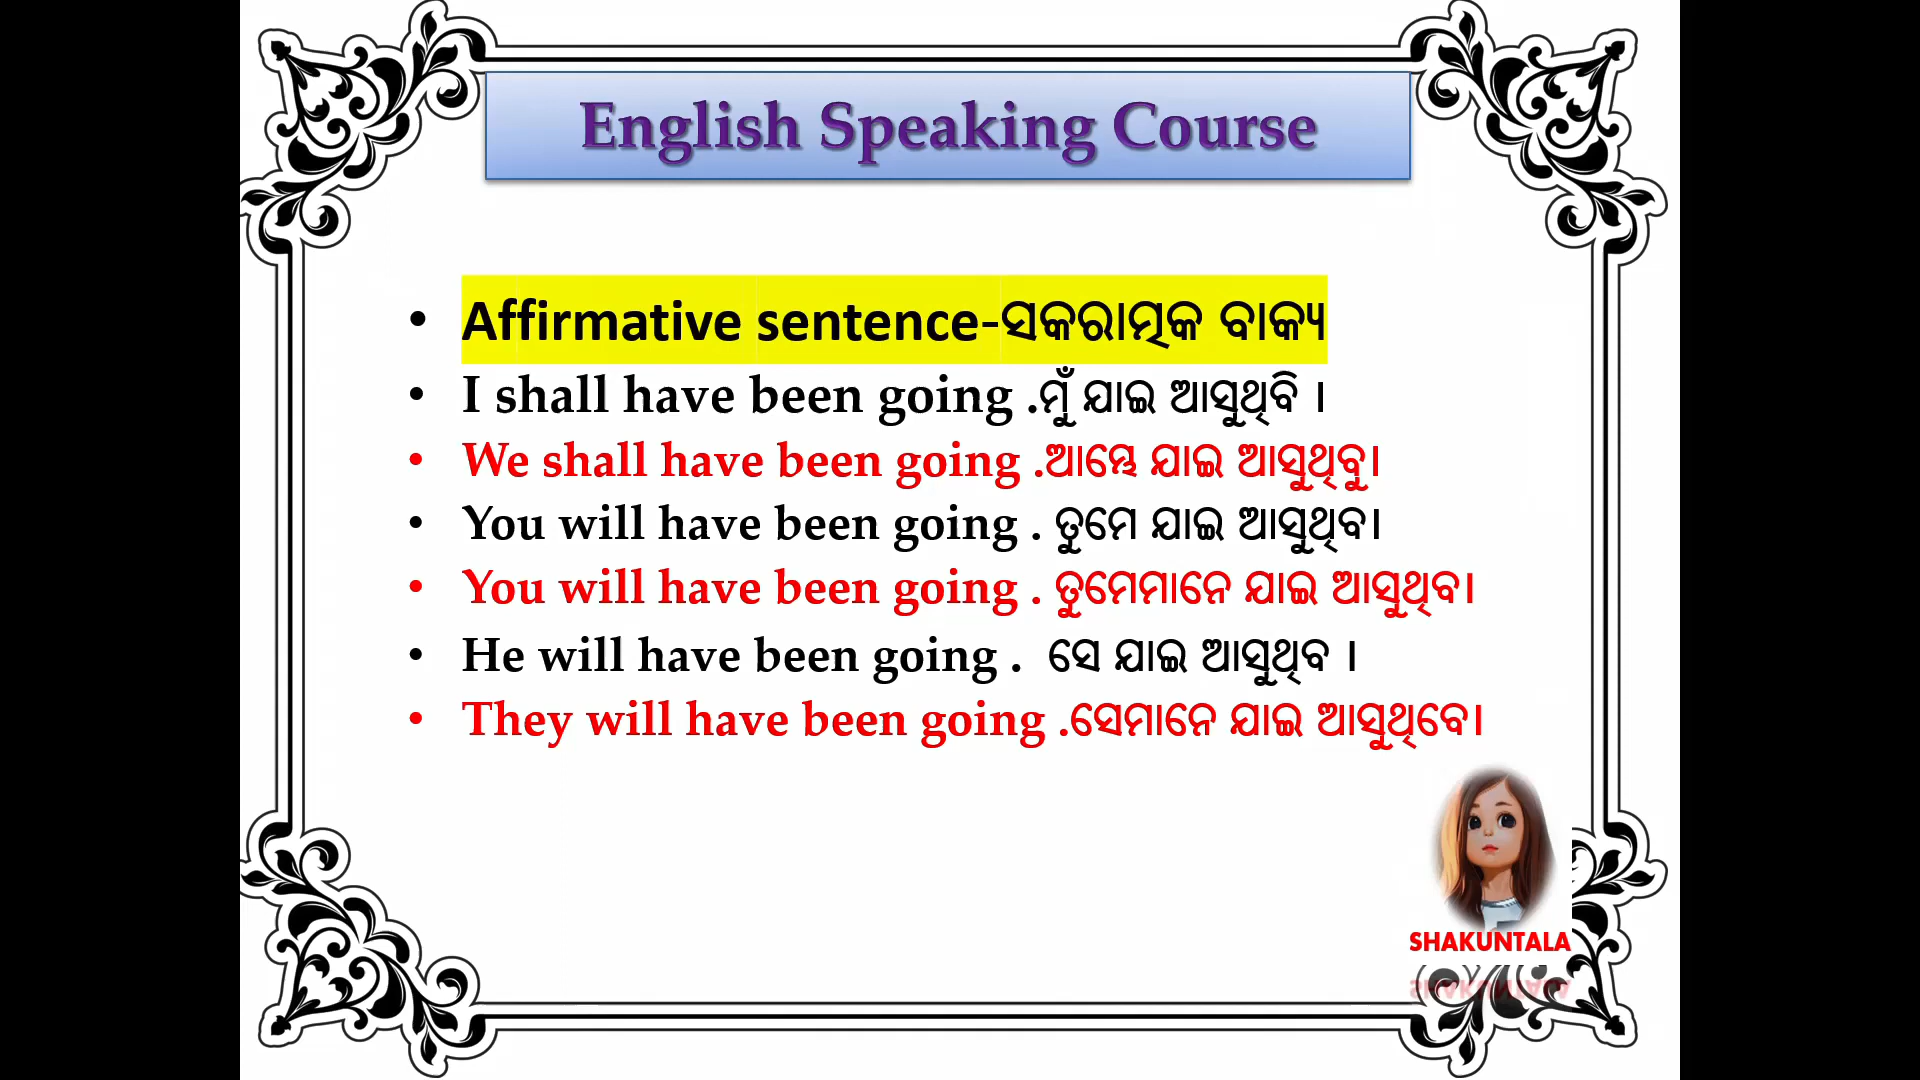 English Speaking Course
• Affirmative sentence-ସକରାତ୍ମକ ବାକ୍ୟ
• I shall have been going .ମୁଁ ଯାଇ ଆସୁଥିବି ।
• We shall have been going .ଆମ୍ଭେ ଯାଇ ଆସୁଥିବୁ।
• You will have been going . ତୁମେ ଯାଇ ଆସୁଥିବ।
• You will have been going . ତୁମେମାନେ ଯାଇ ଆସୁଥିବ।
• He will have been going . ସେ ଯାଇ ଆସୁଥିବ ।
• They will have been going .ସେମାନେ ଯାଇ ଆସୁଥିବେ।
SHAKUNTALA